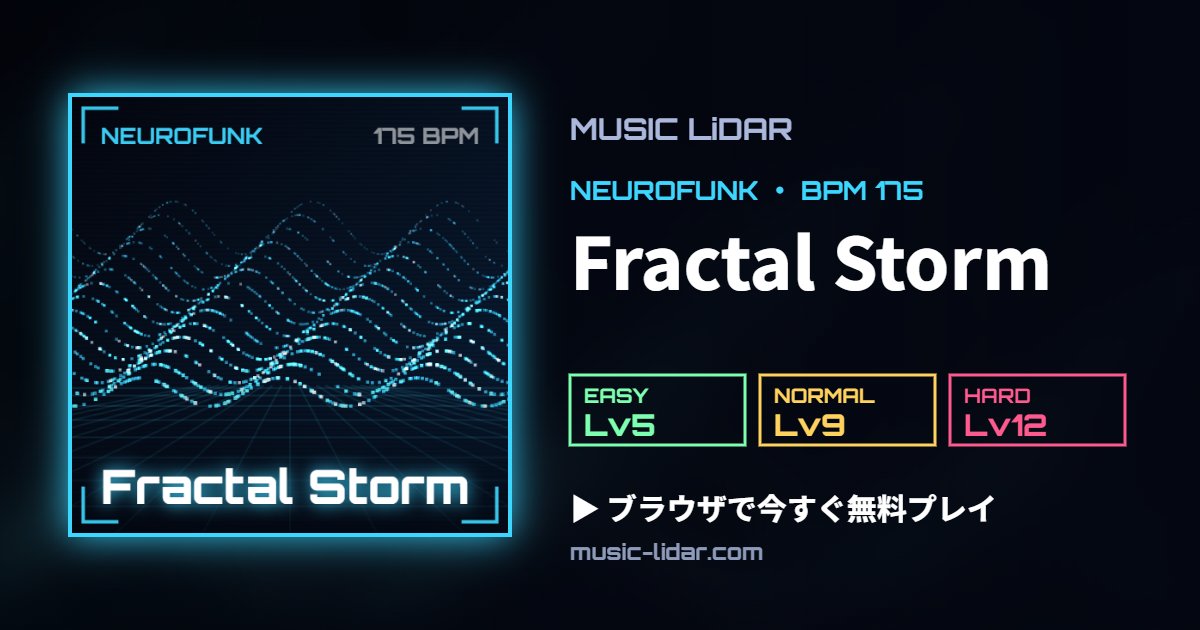 NEUROFUNK 175 BPM
Fractal Storm
MUSIC LiDAR
NEUROFUNK • BPM 175
Fractal Storm
EASY
Lv5
NORMAL
Lv9
HARD
Lv12
▶ ブラウザで今すぐ無料プレイ
music-lidar.com